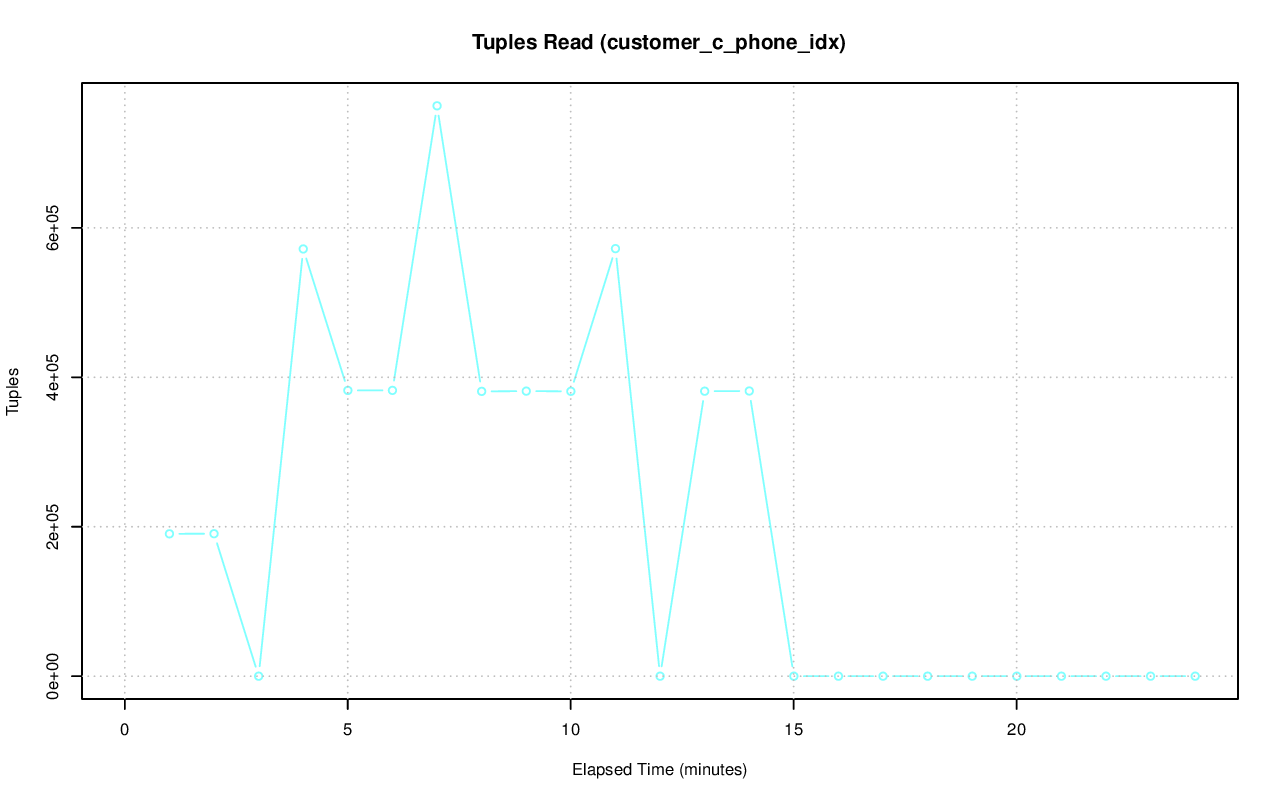 Tuples Read (customer_c_phone_idx)
Tuples
6e+05
4e+05
2e+05
0e+00
0 5 10 15 20
Elapsed Time (minutes)